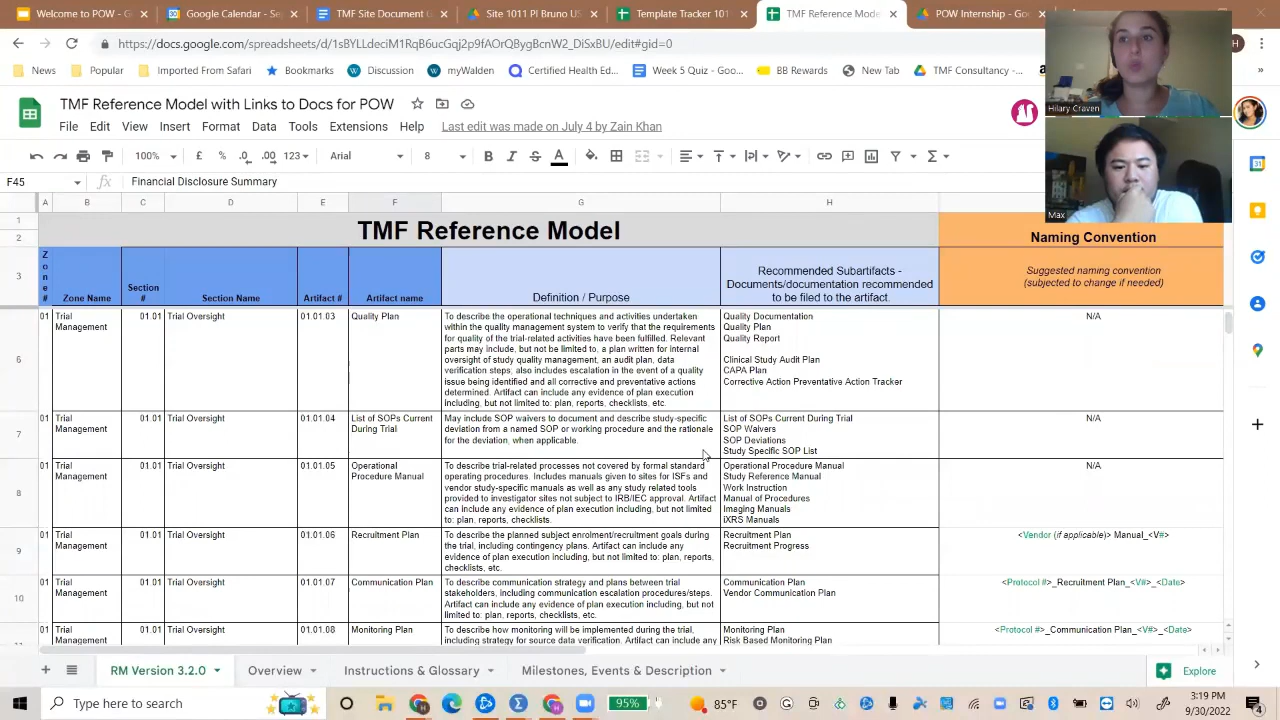 Calendar - Octo
TMF Site Consul
Site 1011 PI Bruno US
Tamplet Tracker 101
TMF Reference Model
POW Internship - Goo
https://docs.google.com/spreadsheets/d/1sBYLLdeciM1RqB6ucGqj2p9fAOrQBygBcnW2_DiSxBU/edit#gid=0
News
Popular
Imported From Safari
Bookmarks
Discussion
myWalden
Certified Health Ed...
Week 5 Quiz - Goo...
BB Rewards
New Tab
TMF Consultancy -...
TMF Reference Model with Links to Docs for POW
File Edit View Insert Format Data Tools Extensions Help Last edit was made on July 4 by Zain Khan
100% £ % .0 .00 123 Arial 8 B I S A
F45 fx Financial Disclosure Summary
Hilary Craven
Max
A B C D E F G H
1
2
TMF Reference Model
Naming Convention
3
Zone #
Zone Name
Section #
Section Name
Artifact #
Artifact name
Definition / Purpose
Recommended Subartifacts -
Documents/documentation recommended
to be filed to the artifact.
Suggested naming convention
(subjected to change if needed)
6
01 Trial Management 01.01 Trial Oversight 01.01.03 Quality Plan
To describe the operational techniques and activities undertaken
within the quality management system to verify that the requirements
for quality of the trial-related activities have been fulfilled. Relevant
parts may include, but not be limited to, a plan written for internal
oversight of study quality management, an audit plan, data
verification steps; also includes escalation in the event of a quality
issue being identified and all corrective and preventative actions
determined. Artifact can include any evidence of plan execution
including, but not limited to: plan, reports, checklists, etc.
Quality Documentation
Quality Plan
Quality Report
Clinical Study Audit Plan
CAPA Plan
Corrective Action Preventative Action Tracker
N/A
7
01 Trial Management 01.01 Trial Oversight 01.01.04 List of SOPs Current During Trial
May include SOP waivers to document and describe study-specific
deviation from a named SOP or working procedure and the rationale
for the deviation, when applicable.
List of SOPs Current During Trial
SOP Waivers
SOP Deviations
Study Specific SOP List
N/A
8
01 Trial Management 01.01 Trial Oversight 01.01.05 Operational Procedure Manual
To describe trial-related processes not covered by formal standard
operating procedures. Includes manuals given to sites for ISFs and
vendor study-specific manuals as well as any study related tools
provided to investigator sites not subject to IRB/IEC approval. Artifact
can include any evidence of plan execution including, but not limited
to: plan, reports, checklists.
Operational Procedure Manual
Study Reference Manual
Work Instruction
Manual of Procedures
Imaging Manuals
iXRS Manuals
N/A
9
01 Trial Management 01.01 Trial Oversight 01.01.06 Recruitment Plan
To describe the planned subject enrolment/recruitment goals during
the trial, including contingency plans. Artifact can include any
evidence of plan execution including, but not limited to: plan, reports,
checklists, etc.
Recruitment Plan
Recruitment Progress
<Vendor (if applicable)> Manual_<V#>
10
01 Trial Management 01.01 Trial Oversight 01.01.07 Communication Plan
To describe communication strategy and plans between trial
stakeholders, including communication escalation procedures/steps.
Artifact can include any evidence of plan execution including, but not
limited to: plan, reports, checklists, etc.
Communication Plan
Vendor Communication Plan
<Protocol #>_Recruitment Plan_<V#>_<Date>
01 Trial Management 01.01 Trial Oversight 01.01.08 Monitoring Plan
To describe how monitoring will be implemented during the trial,
including strategy for source data verification. Artifact can include any
Monitoring Plan
Risk Based Monitoring Plan
<Protocol #>_Communication Plan_<V#>_<Date>
RM Version 3.2.0 Overview Instructions & Glossary Milestones, Events & Description Explore
Type here to search
95%
85°F
3:19 PM
9/30/2022
4